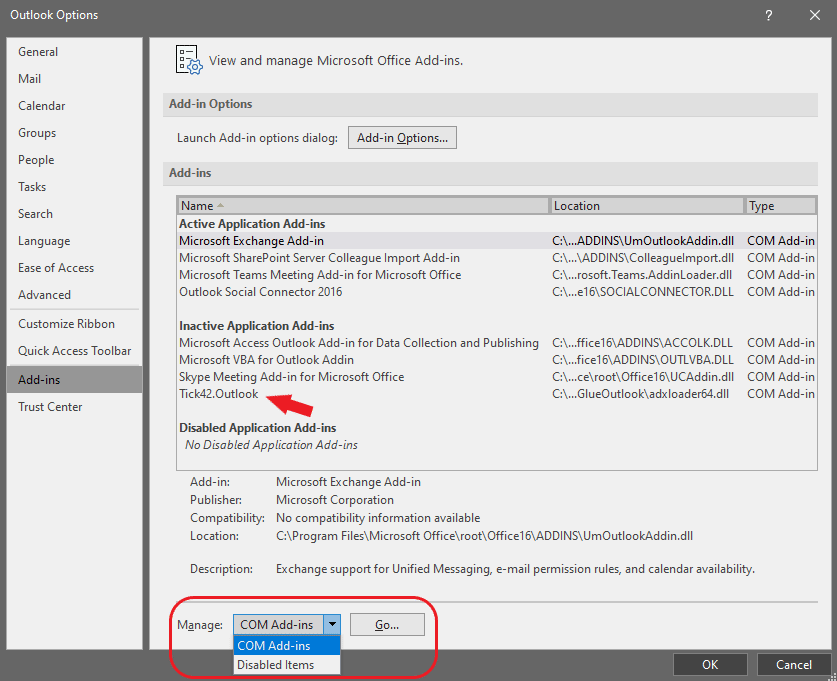 Outlook Options
?
General
Mail
Calendar
Groups
People
Tasks
Search
Language
Ease of Access
Advanced
Customize Ribbon
Quick Access Toolbar
Add-ins
Trust Center
View and manage Microsoft Office Add-ins.
Add-in Options
Launch Add-in options dialog: Add-in Options...
Add-ins
Name Location Type
Active Application Add-ins
Microsoft Exchange Add-in C:\...ADDINS\UmOutlookAddin.dll COM Add-in
Microsoft SharePoint Server Colleague Import Add-in C:\...\ADDINS\ColleagueImport.dll COM Add-in
Microsoft Teams Meeting Add-in for Microsoft Office C:\...rosoft.Teams.AddinLoader.dll COM Add-in
Outlook Social Connector 2016 C:\...e16\SOCIALCONNECTOR.DLL COM Add-in
Inactive Application Add-ins
Microsoft Access Outlook Add-in for Data Collection and Publishing C:\...ffice16\ADDINS\ACCOLK.DLL COM Add-in
Microsoft VBA for Outlook Addin C:\...fice16\ADDINS\OUTLVBA.DLL COM Add-in
Skype Meeting Add-in for Microsoft Office C:\...ce\root\Office16\UCAddin.dll COM Add-in
Tick42.Outlook C:\...GlueOutlook\adxloader64.dll COM Add-in
Disabled Application Add-ins
No Disabled Application Add-ins
Add-in: Microsoft Exchange Add-in
Publisher: Microsoft Corporation
Compatibility: No compatibility information available
Location: C:\Program Files\Microsoft Office\root\Office16\ADDINS\UmOutlookAddin.dll
Description: Exchange support for Unified Messaging, e-mail permission rules, and calendar availability.
Manage: COM Add-ins Go...
COM Add-ins
Disabled Items
OK Cancel